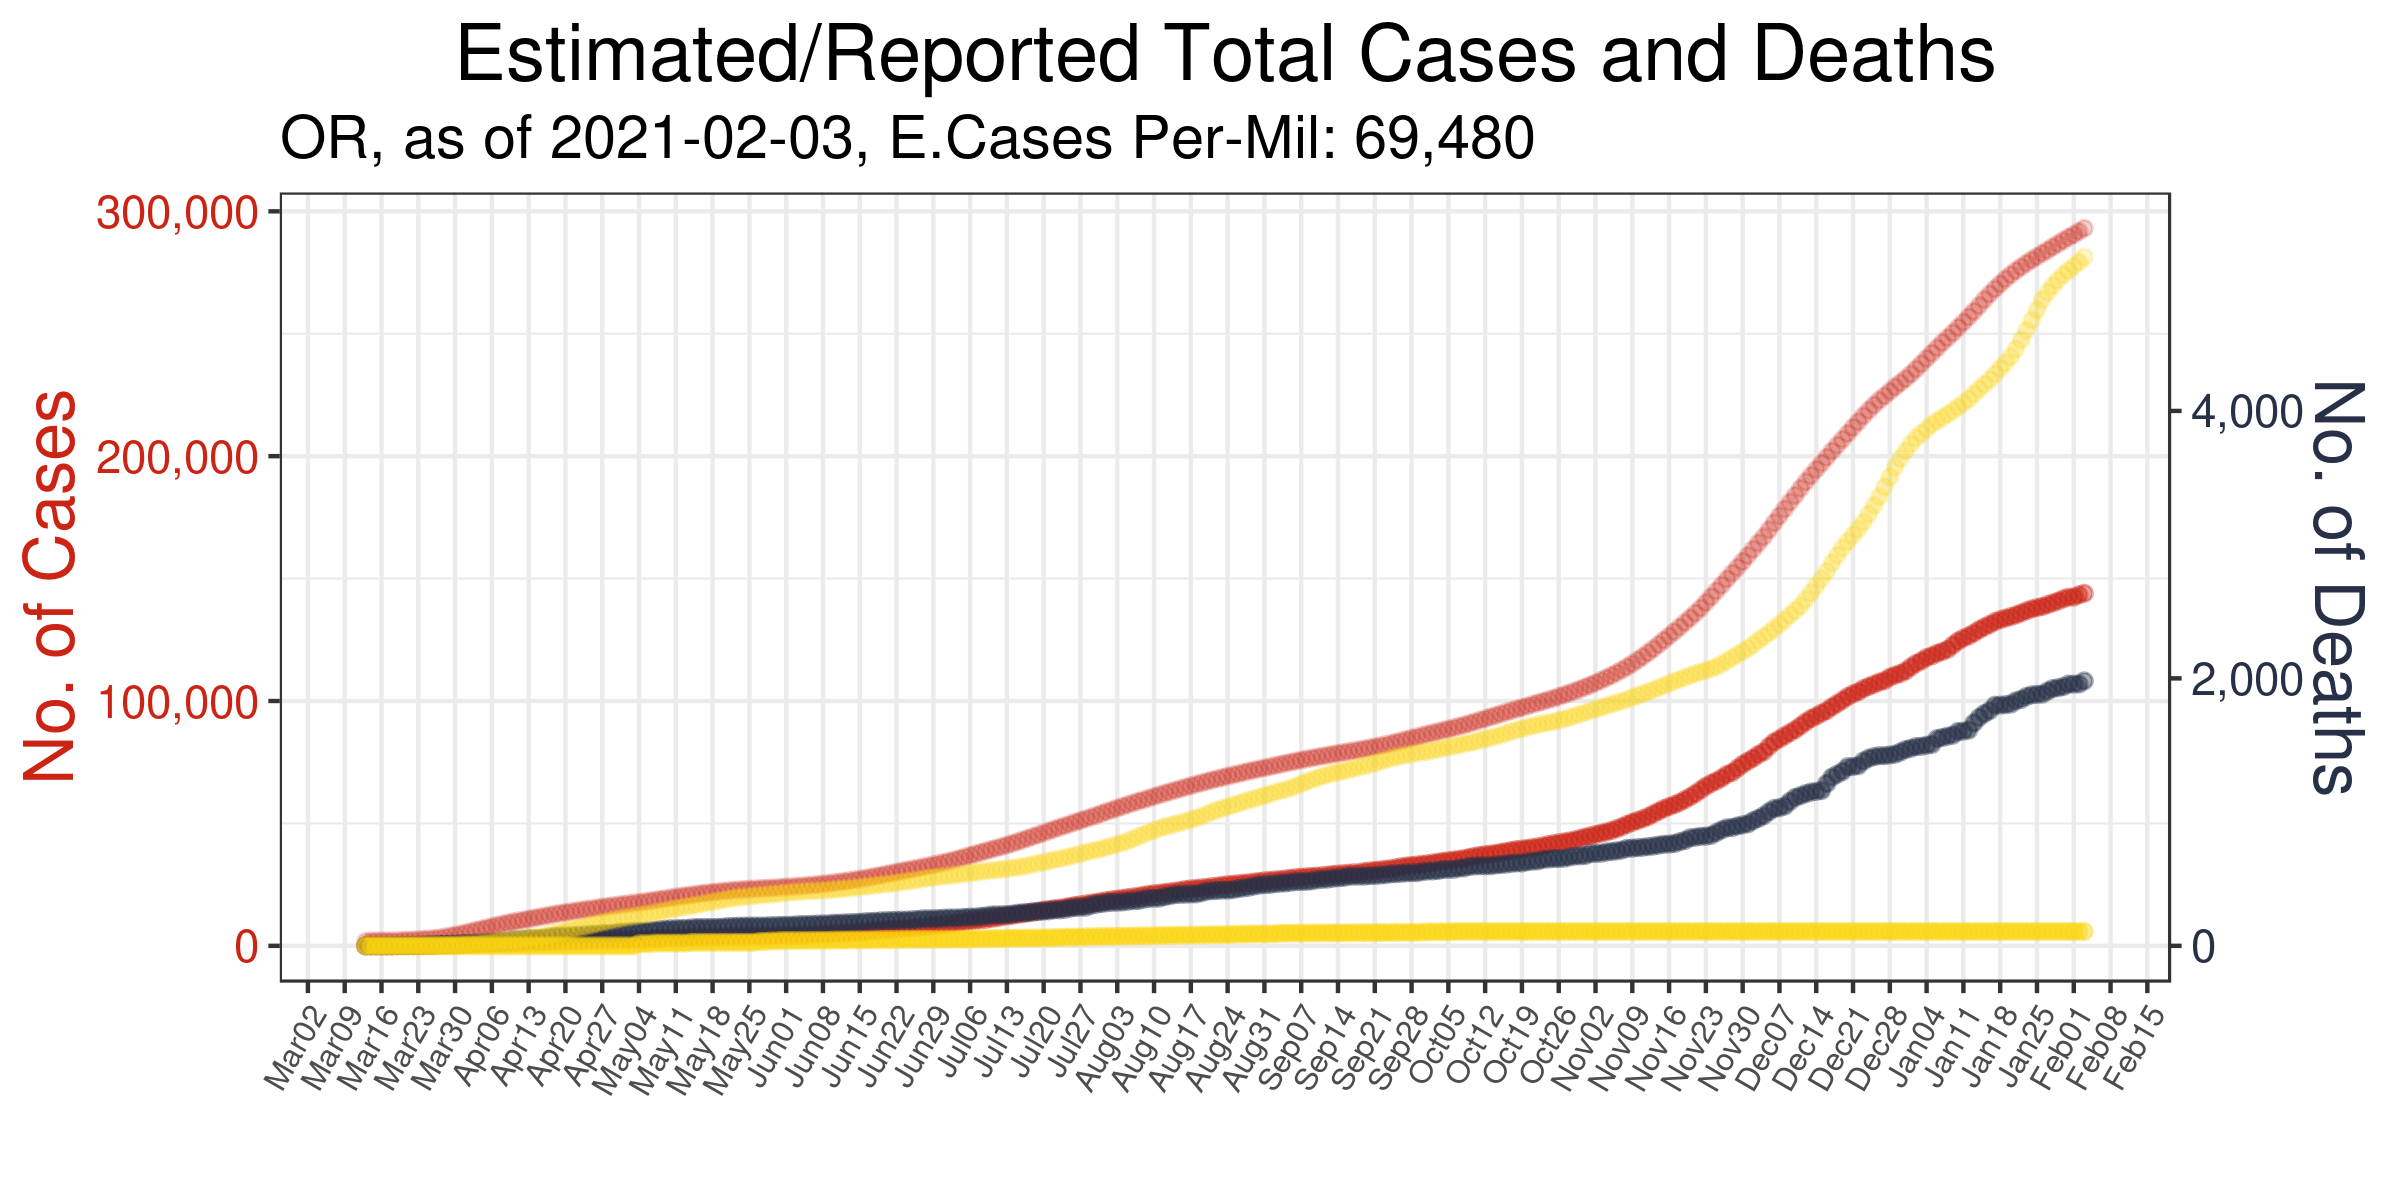 Estimated/Reported Total Cases and Deaths
OR, as of 2021-02-03, E.Cases Per-Mil: 69,480
No. of Cases
300,000
200,000
100,000
0
4,000
2,000
0
No. of Deaths
Mar02
Mar09
Mar16
Mar23
Mar30
Apr06
Apr13
Apr20
Apr27
May04
May11
May18
May25
Jun01
Jun08
Jun15
Jun22
Jun29
Jul06
Jul13
Jul20
Jul27
Aug03
Aug10
Aug17
Aug24
Aug31
Sep07
Sep14
Sep21
Sep28
Oct05
Oct12
Oct19
Oct26
Nov02
Nov09
Nov16
Nov23
Nov30
Dec07
Dec14
Dec21
Dec28
Jan04
Jan11
Jan18
Jan25
Feb01
Feb08
Feb15